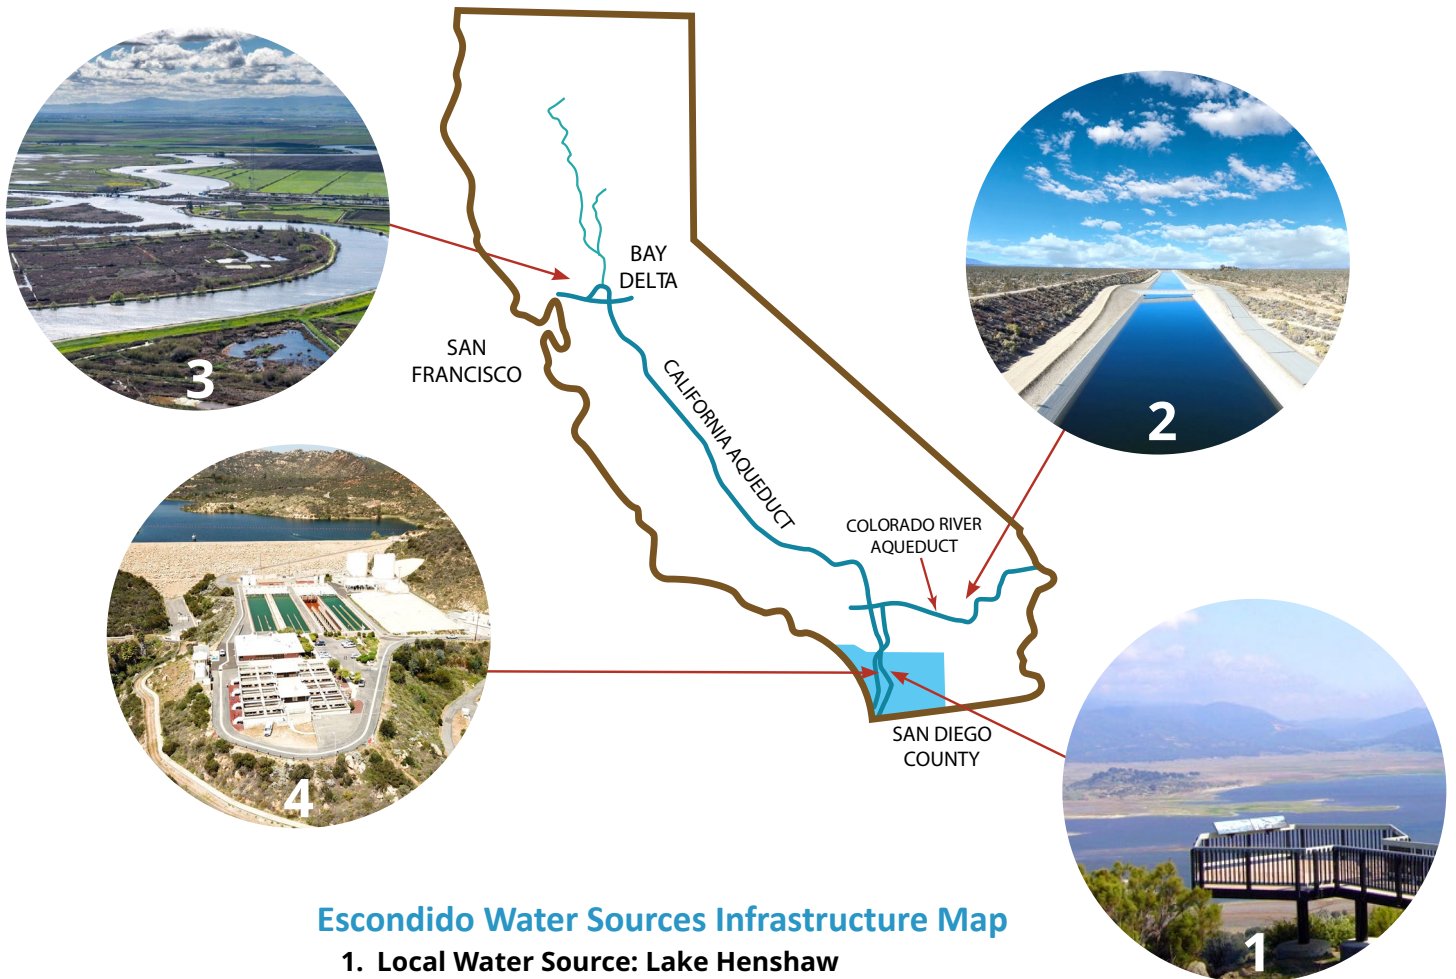 BAY
DELTA
SAN
FRANCISCO
CALIFORNIA AQUEDUCT
COLORADO RIVER
AQUEDUCT
SAN DIEGO
COUNTY
3
2
4
1
Escondido Water Sources Infrastructure Map
1. Local Water Source: Lake Henshaw